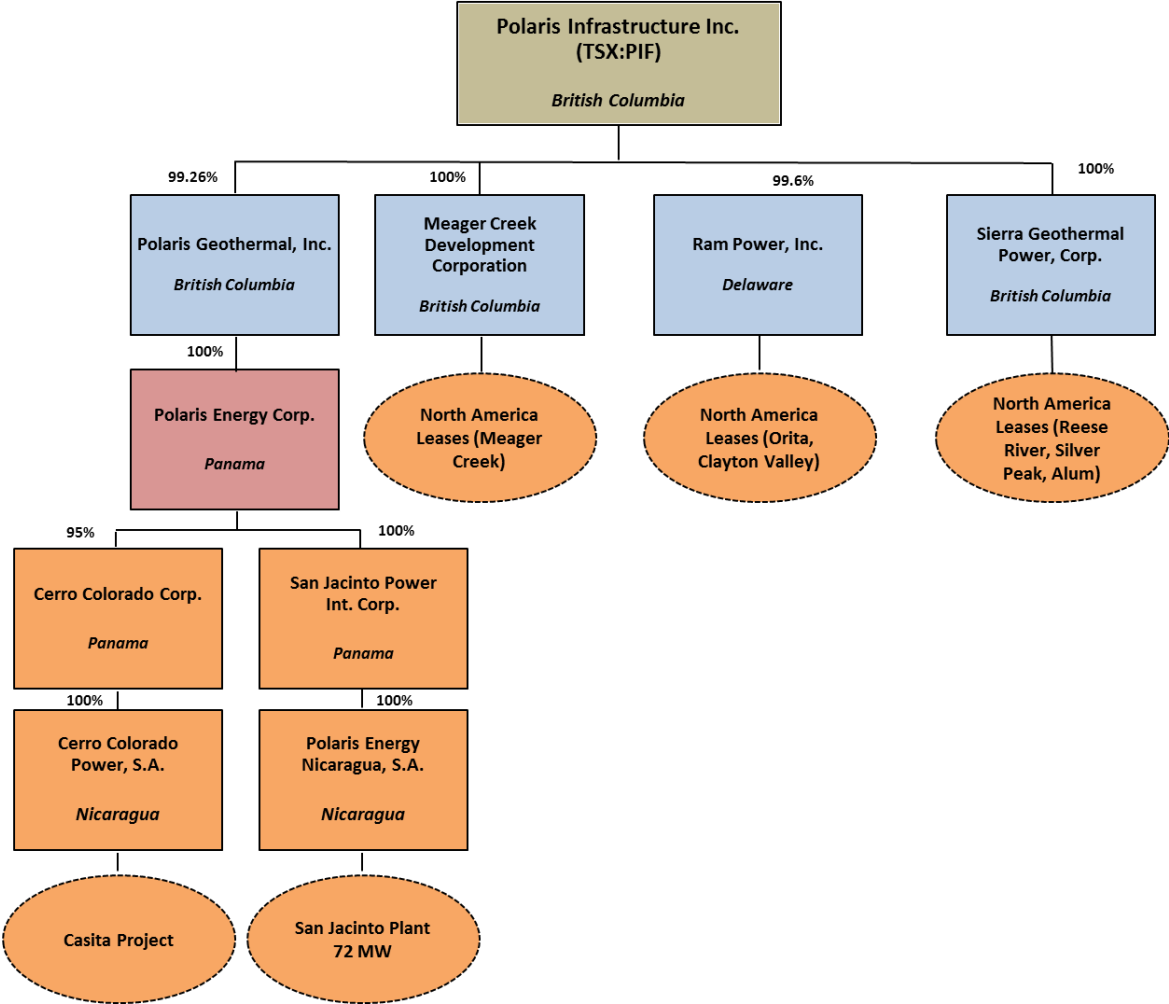 Polaris Infrastructure Inc.
(TSX:PIF)
British Columbia
99.26%
100%
99.6%
100%
Polaris Geothermal, Inc.
British Columbia
Meager Creek
Development
Corporation
British Columbia
Ram Power, Inc.
Delaware
Sierra Geothermal
Power, Corp.
British Columbia
100%
Polaris Energy Corp.
Panama
North America
Leases (Meager
Creek)
North America
Leases (Orita,
Clayton Valley)
North America
Leases (Reese
River, Silver
Peak, Alum)
95%
100%
Cerro Colorado Corp.
Panama
San Jacinto Power
Int. Corp.
Panama
100%
100%
Cerro Colorado
Power, S.A.
Nicaragua
Polaris Energy
Nicaragua, S.A.
Nicaragua
Casita Project
San Jacinto Plant
72 MW